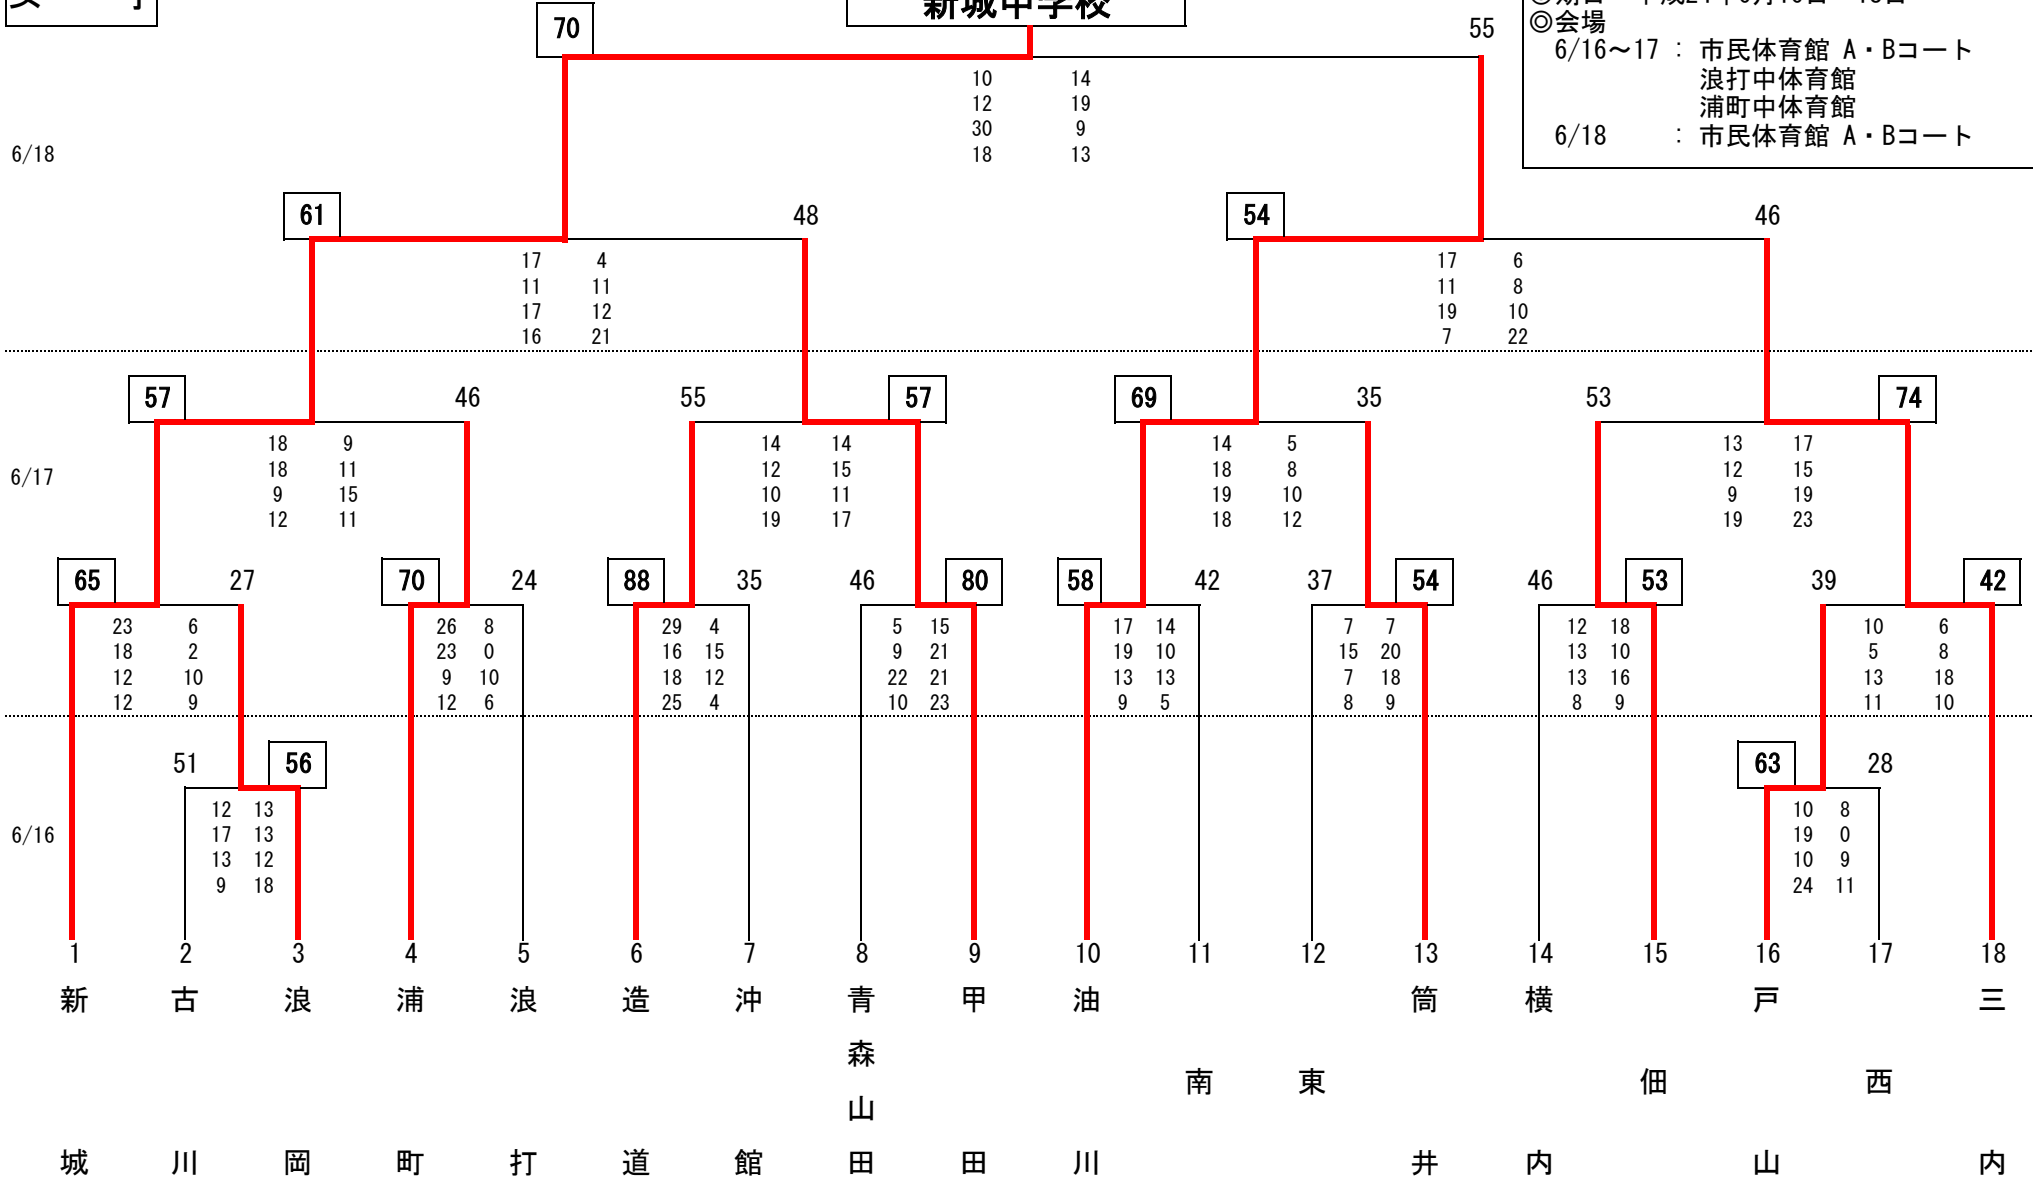 新城中学校
◎会場
6/16～17 : 市民体育館 A・Bコート
浪打中体育館
浦町中体育館
6/18 : 市民体育館 A・Bコート
70 55
10 14
12 19
30 9
18 13
6/18
61 48 54 46
17 4 17 6
11 11 11 8
17 12 19 10
16 21 7 22
57 46 55 57 69 35 53 74
18 9 14 14 14 5 13 17
18 11 12 15 18 8 12 15
6/17
9 15 10 11 19 10 9 19
12 11 19 17 18 12 19 23
65 27 70 24 88 35 46 80 58 42 37 54 46 53 39 42
23 6 26 8 29 4 5 15 17 14 7 7 12 18 10 6
18 2 23 0 16 15 9 21 19 10 15 20 13 10 5 8
12 10 9 10 18 12 22 21 13 13 7 18 13 16 13 18
12 9 12 6 25 4 10 23 9 5 8 9 8 9 11 10
51 56 63 28
12 13 10 8
17 13 19 0
6/16
13 12 10 9
9 18 24 11
1 2 3 4 5 6 7 8 9 10 11 12 13 14 15 16 17 18
新城
古川
浪岡
浦町
浪打
造道
沖館
青森山田
甲田
油川
南
東
筒井
横内
佃
戸山
西
三内